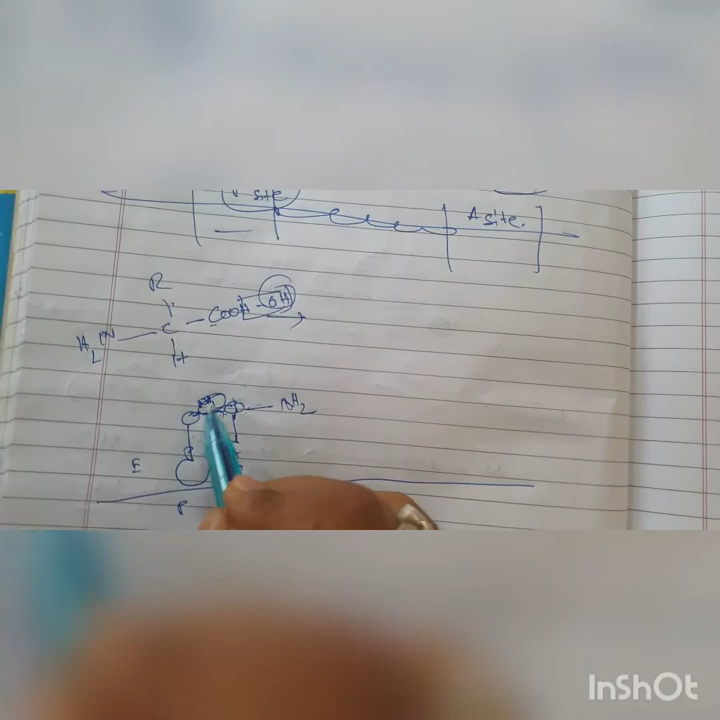 site
A site.
R
H2N — C — COOH OH
H
NH2
E
P
InShOt